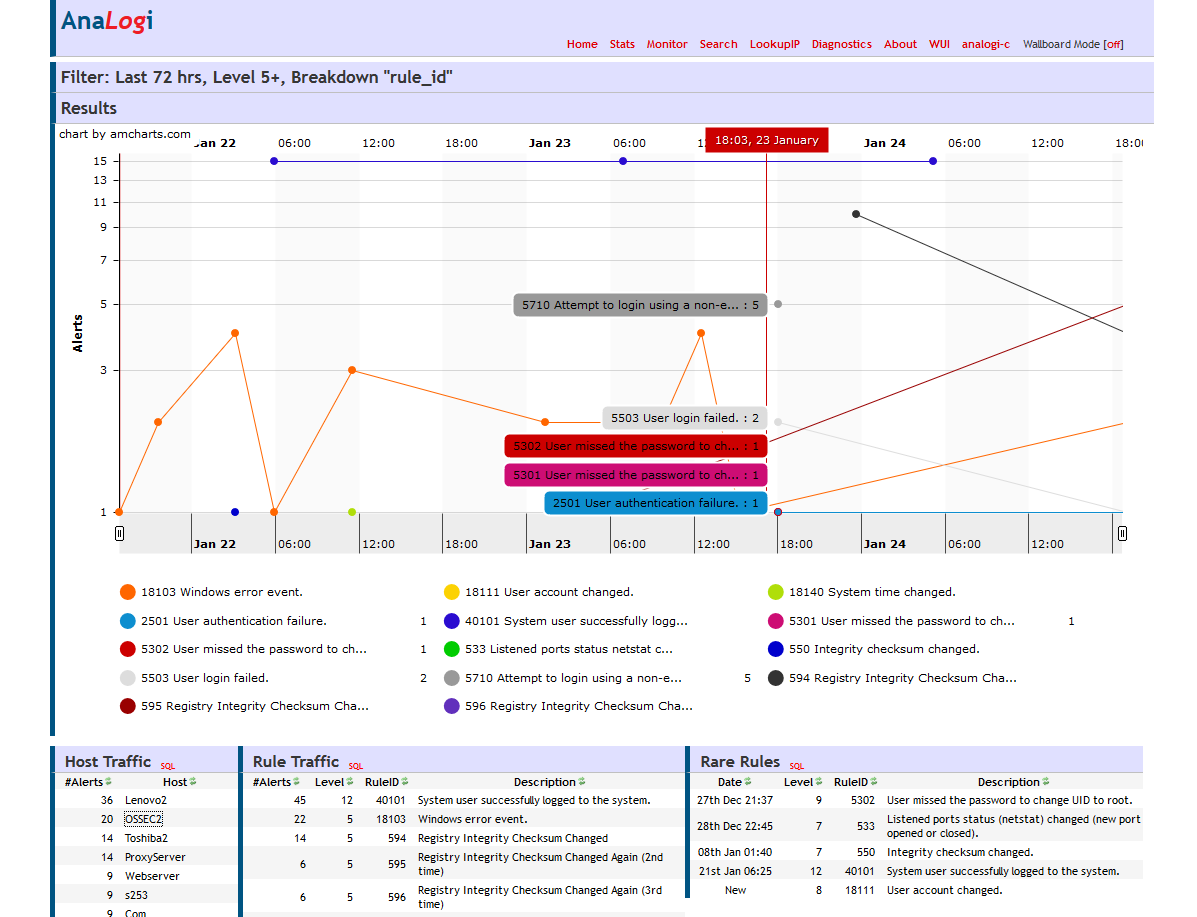 AnaLogi
Home Stats Monitor Search LookupIP Diagnostics About WUI analogi-c Wallboard Mode [off]
Filter: Last 72 hrs, Level 5+, Breakdown "rule_id"
Results
chart by amcharts.com
Jan 22 06:00 12:00 18:00 Jan 23 06:00 18:03, 23 January Jan 24 06:00 12:00 18:00
15
13
11
9
7
5
3
1
Alerts
5710 Attempt to login using a non-e... : 5
5503 User login failed. : 2
5302 User missed the password to ch... : 1
5301 User missed the password to ch... : 1
2501 User authentication failure. : 1
Jan 22 06:00 12:00 18:00 Jan 23 06:00 12:00 18:00 Jan 24 06:00 12:00
18103 Windows error event. 18111 User account changed. 18140 System time changed.
2501 User authentication failure. 1 40101 System user successfully logg... 5301 User missed the password to ch... 1
5302 User missed the password to ch... 1 533 Listened ports status netstat c... 550 Integrity checksum changed.
5503 User login failed. 2 5710 Attempt to login using a non-e... 5 594 Registry Integrity Checksum Cha...
595 Registry Integrity Checksum Cha... 596 Registry Integrity Checksum Cha...
Host Traffic SQL
#Alerts Host
36 Lenovo2
20 OSSEC2
14 Toshiba2
14 ProxyServer
9 Webserver
9 s253
9 Com
Rule Traffic SQL
#Alerts Level RuleID Description
45 12 40101 System user successfully logged to the system.
22 5 18103 Windows error event.
14 5 594 Registry Integrity Checksum Changed
6 5 595 Registry Integrity Checksum Changed Again (2nd
time)
6 5 596 Registry Integrity Checksum Changed Again (3rd
time)
Rare Rules SQL
Date Level RuleID Description
27th Dec 21:37 9 5302 User missed the password to change UID to root.
28th Dec 22:45 7 533 Listened ports status (netstat) changed (new port
opened or closed).
08th Jan 01:40 7 550 Integrity checksum changed.
21st Jan 06:25 12 40101 System user successfully logged to the system.
New 8 18111 User account changed.